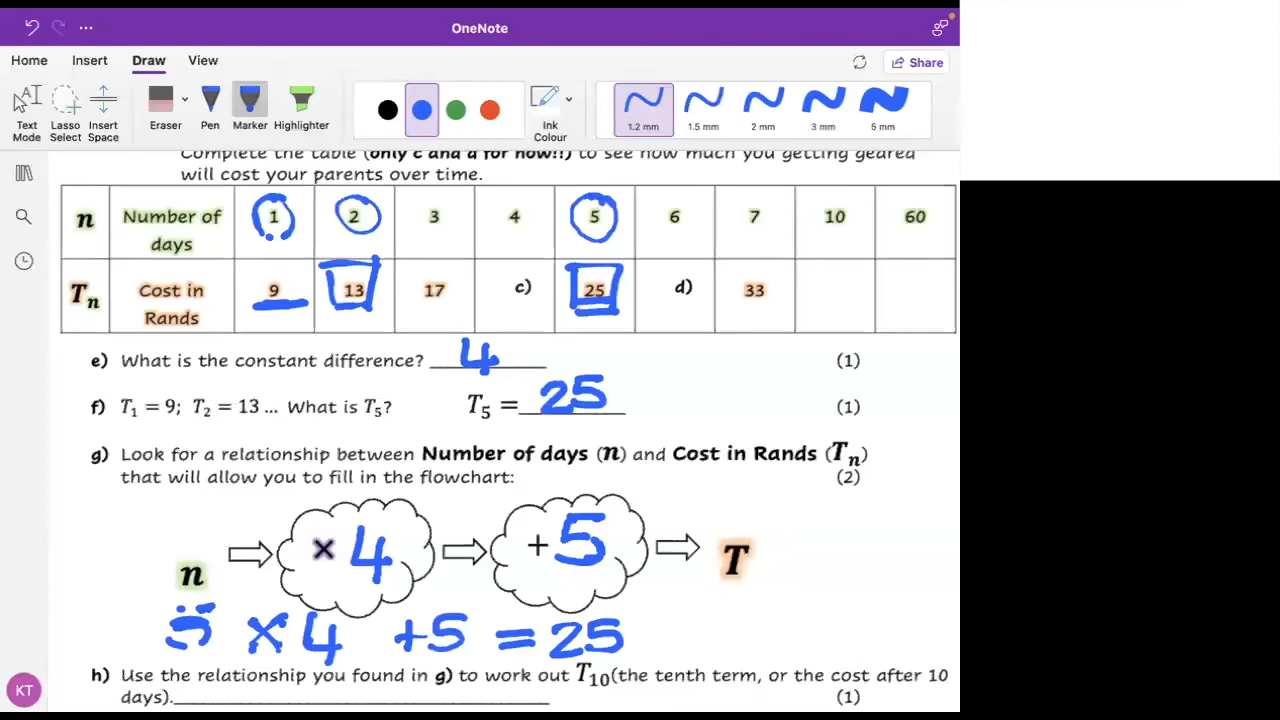 OneNote
Home Insert Draw View
Share
Text Mode
Lasso Select
Insert Space
Eraser
Pen
Marker
Highlighter
Ink Colour
1.2 mm
1.5 mm
2 mm
3 mm
5 mm
Complete the table (only c and d for now!!) to see how much you getting geared
will cost your parents over time.
n Number of days 1 2 3 4 5 6 7 10 60
Tn Cost in Rands 9 13 17 c) 25 d) 33
e) What is the constant difference? 4 (1)
f) T1 = 9; T2 = 13 ... What is T5? T5 = 25 (1)
g) Look for a relationship between Number of days (n) and Cost in Rands (Tn)
that will allow you to fill in the flowchart: (2)
n × 4 + 5 T
5 × 4 + 5 = 25
h) Use the relationship you found in g) to work out T10 (the tenth term, or the cost after 10
days). (1)
KT